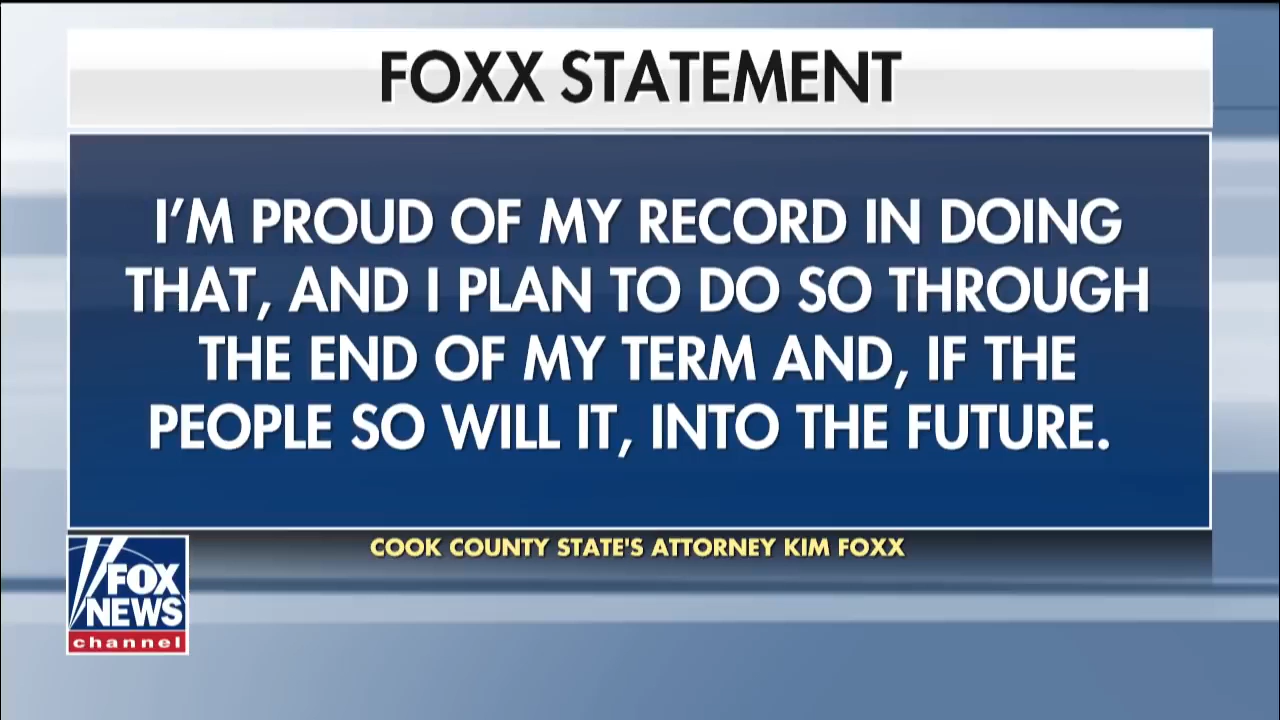 FOXX STATEMENT
I'M PROUD OF MY RECORD IN DOING
THAT, AND I PLAN TO DO SO THROUGH
THE END OF MY TERM AND, IF THE
PEOPLE SO WILL IT, INTO THE FUTURE.
COOK COUNTY STATE'S ATTORNEY KIM FOXX
FOX
NEWS
channel